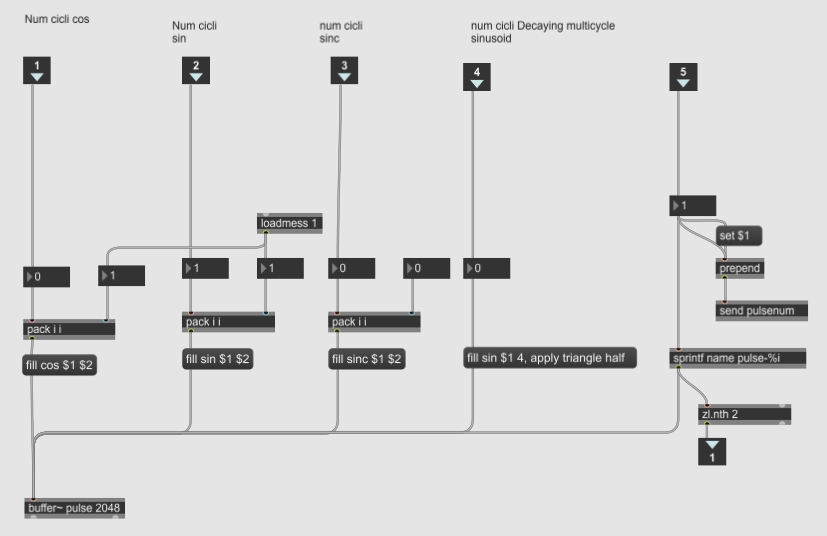 Num cicli cos
Num cicli
sin
num cicli
sinc
num cicli Decaying multicycle
sinusoid
1
2
3
4
5
1
loadmess 1
set $1
0
1
1
1
0
0
0
prepend
send pulsenum
pack i i
pack i i
pack i i
fill cos $1 $2
fill sin $1 $2
fill sinc $1 $2
fill sin $1 4, apply triangle half
sprintf name pulse-%i
zl.nth 2
1
buffer~ pulse 2048